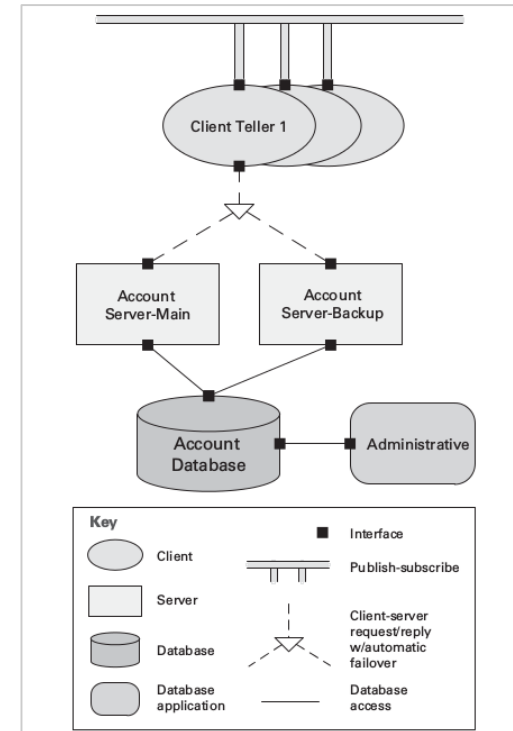 Client Teller 1
Account
Server-Main
Account
Server-Backup
Account
Database
Administrative
Key
Client
Server
Database
Database
application
Interface
Publish-subscribe
Client-server
request/reply
w/automatic
failover
Database
access